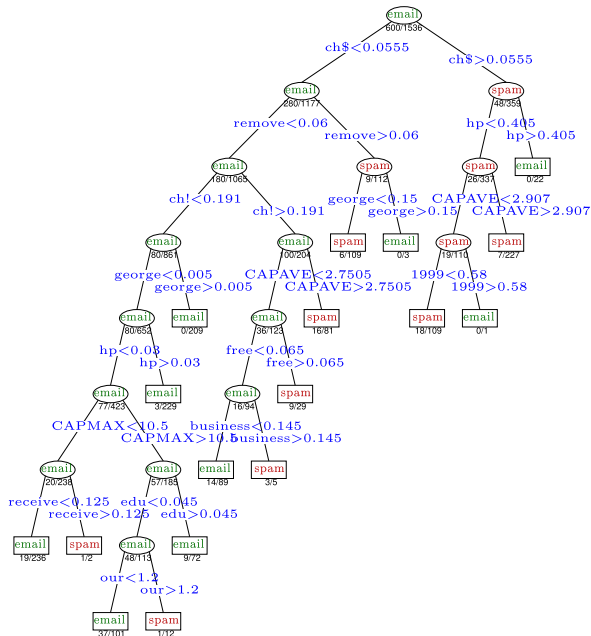 email
600/1536
ch$<0.0555
ch$>0.0555
email
280/1177
spam
48/359
remove<0.06
remove>0.06
hp<0.405
hp>0.405
email
180/1065
spam
9/112
spam
26/337
email
0/22
ch!<0.191
ch!>0.191
george<0.15
george>0.15
CAPAVE<2.907
CAPAVE>2.907
email
80/861
email
100/204
spam
6/109
email
0/3
spam
19/110
spam
7/227
george<0.005
george>0.005
CAPAVE<2.7505
CAPAVE>2.7505
1999<0.58
1999>0.58
email
80/652
email
0/209
email
36/123
spam
16/81
spam
18/109
email
0/1
hp<0.03
hp>0.03
free<0.065
free>0.065
email
77/423
email
3/229
email
16/94
spam
9/29
CAPMAX<10.5
CAPMAX>10.5
business<0.145
business>0.145
email
20/238
email
57/185
email
14/89
spam
3/5
receive<0.125
receive>0.125
edu<0.045
edu>0.045
email
19/236
spam
1/2
email
48/113
email
9/72
our<1.2
our>1.2
email
37/101
spam
1/12